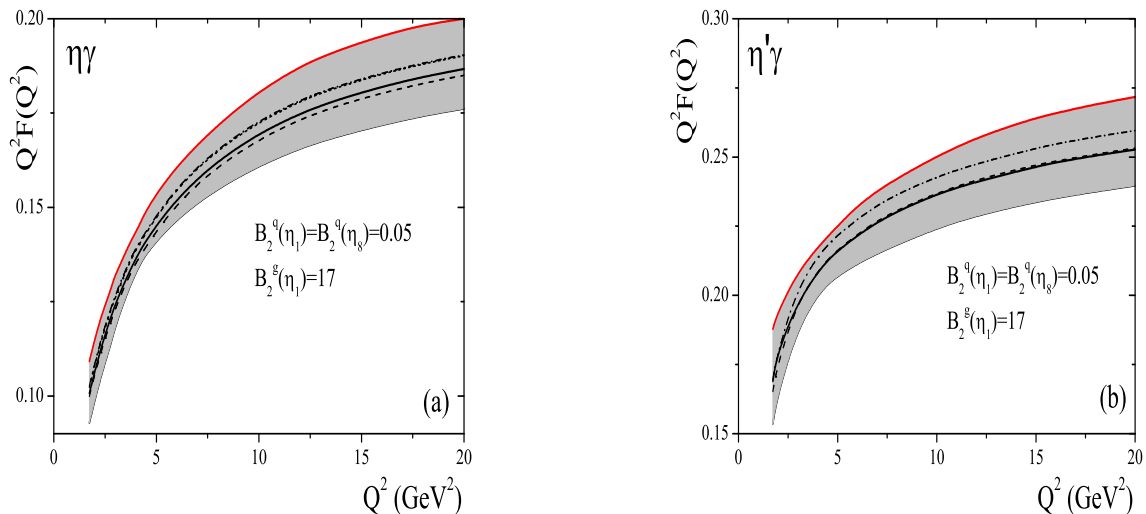 0.20
0.15
0.10
Q²F(Q²)
ηγ
B₂^q(η₁)=B₂^q(η₈)=0.05
B₂^g(η₁)=17
(a)
0 5 10 15 20
Q² (GeV²)
0.30
0.25
0.20
0.15
Q²F(Q²)
η'γ
B₂^q(η₁)=B₂^q(η₈)=0.05
B₂^g(η₁)=17
(b)
0 5 10 15 20
Q² (GeV²)